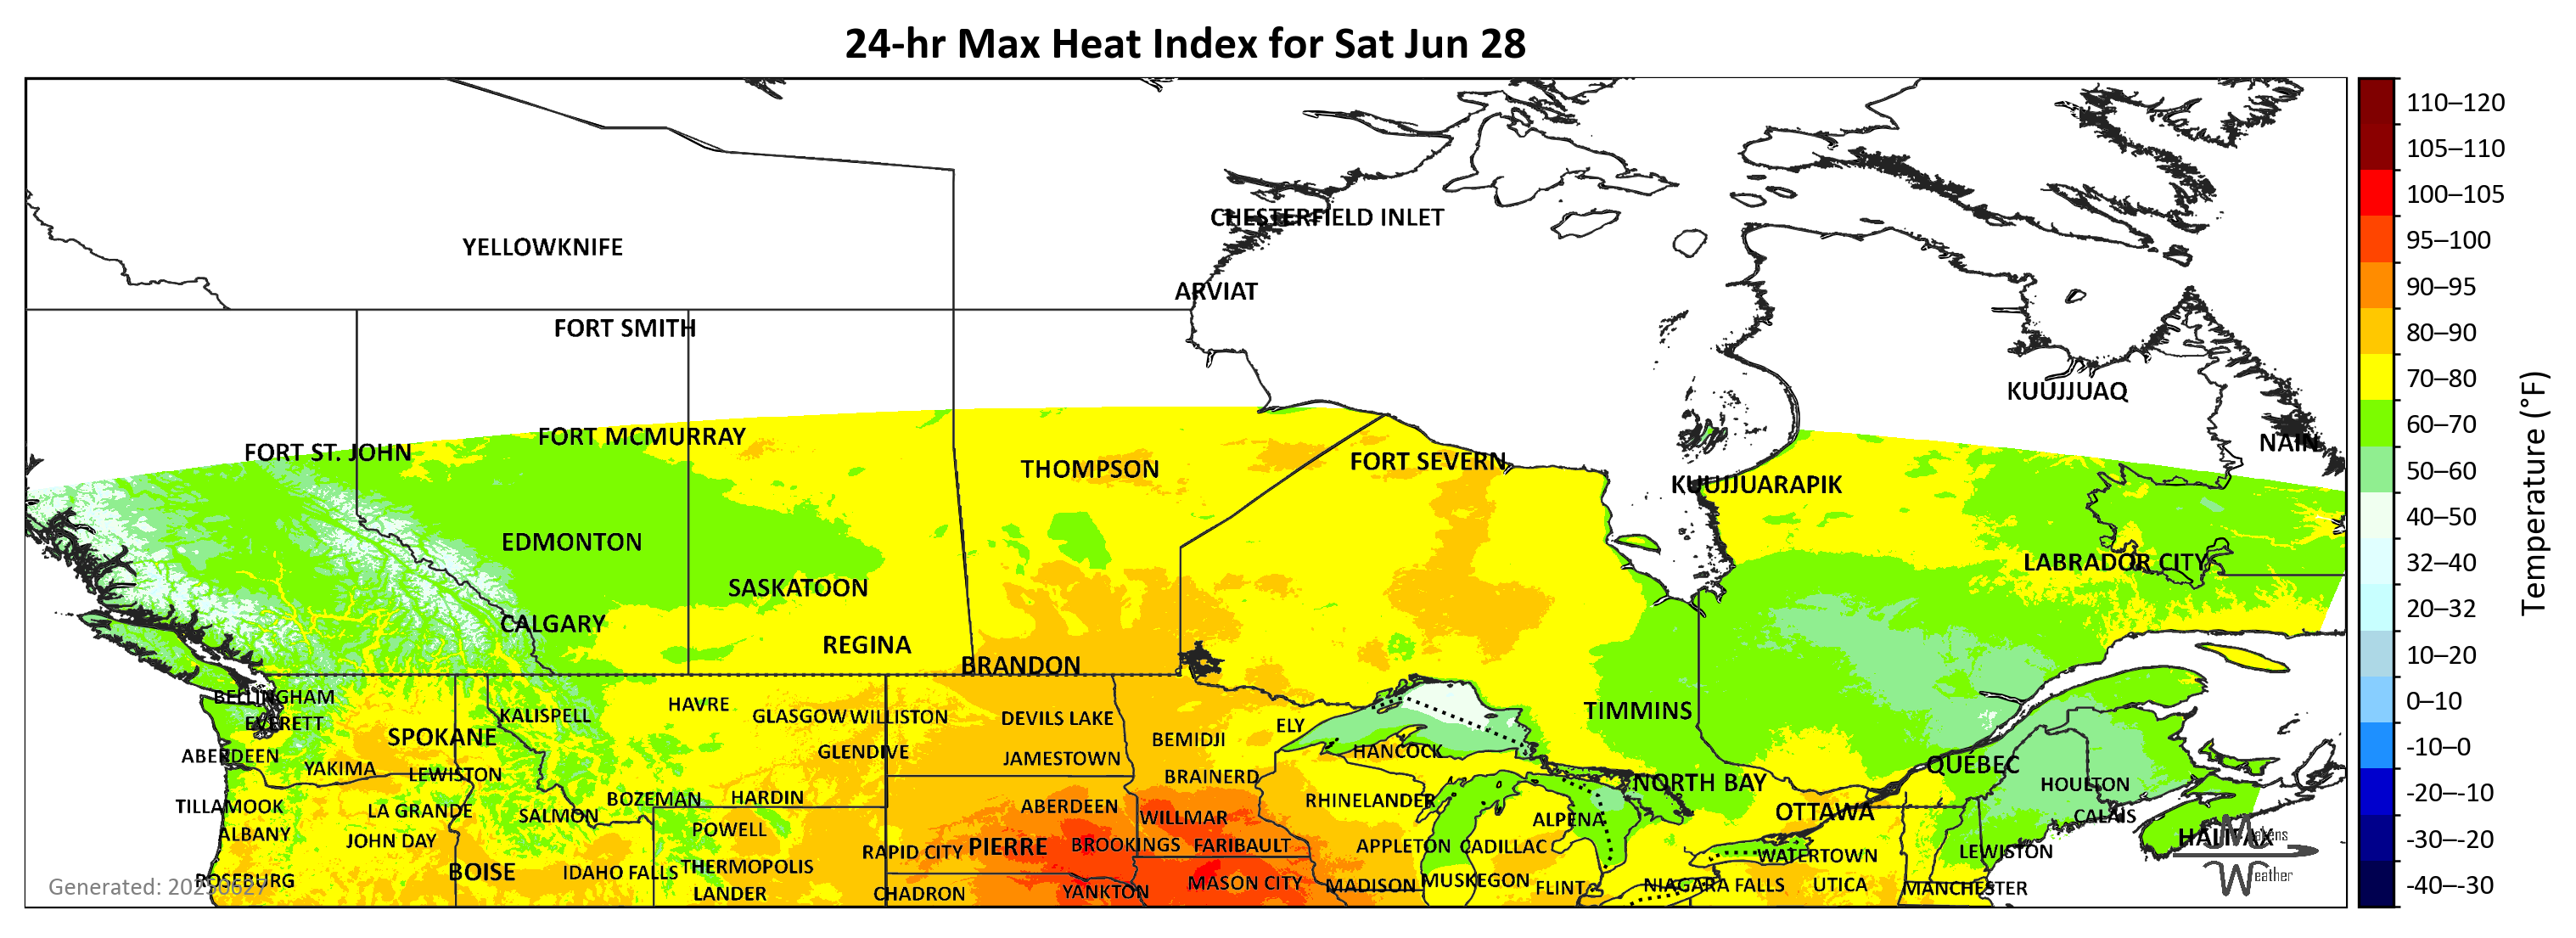 24-hr Max Heat Index for Sat Jun 28
CHESTERFIELD INLET
YELLOWKNIFE
ARVIAT
FORT SMITH
KUUJJUAQ
FORT MCMURRAY
NAIN
FORT ST. JOHN
THOMPSON
FORT SEVERN
KUUJJUARAPIK
EDMONTON
LABRADOR CITY
SASKATOON
CALGARY
REGINA
BRANDON
BELLINGHAM
HAVRE
KALISPELL
GLASGOW
WILLISTON
DEVILS LAKE
TIMMINS
EVERETT
ELY
SPOKANE
BEMIDJI
GLENDIVE
HANCOCK
ABERDEEN
JAMESTOWN
QUEBEC
YAKIMA
LEWISTON
BRAINERD
NORTH BAY
HOULTON
BOZEMAN
HARDIN
RHINELANDER
TILLAMOOK
LA GRANDE
SALMON
ABERDEEN
WILLMAR
ALPENA
OTTAWA
CALAIS
ALBANY
JOHN DAY
POWELL
PIERRE
BROOKINGS
FARIBAULT
APPLETON
CADILLAC
HALIFAX
RAPID CITY
WATERTOWN
LEWISTON
BOISE
IDAHO FALLS
THERMOPOLIS
ROSEBURG
LANDER
CHADRON
YANKTON
MASON CITY
MADISON
MUSKEGON
FLINT
NIAGARA FALLS
UTICA
MANCHESTER
Generated: 20250627
Makens
Weather
110–120
105–110
100–105
95–100
90–95
80–90
70–80
60–70
50–60
40–50
32–40
20–32
10–20
0–10
-10–0
-20–-10
-30–-20
-40–-30
Temperature (°F)